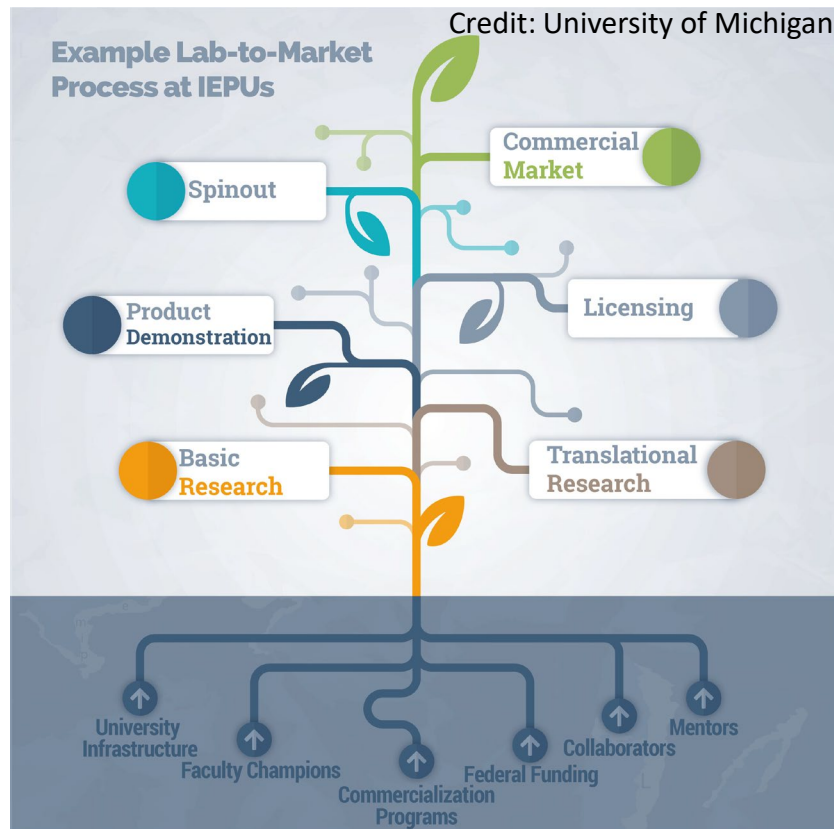 Credit: University of Michigan
Example Lab-to-Market
Process at IEPUs
Commercial
Market
Spinout
Licensing
Product
Demonstration
Basic
Research
Translational
Research
University
Infrastructure
Faculty Champions
Commercialization
Programs
Federal Funding
Collaborators
Mentors